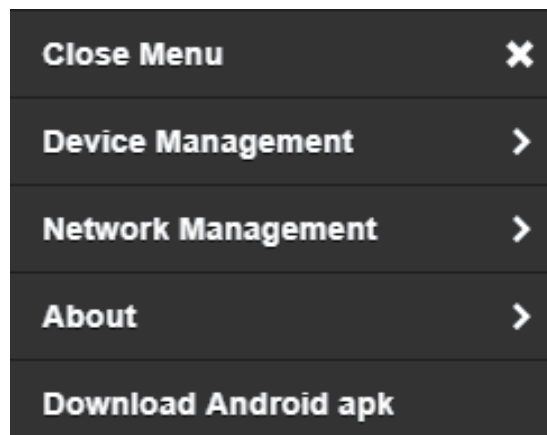 Close Menu
Device Management
Network Management
About
Download Android apk